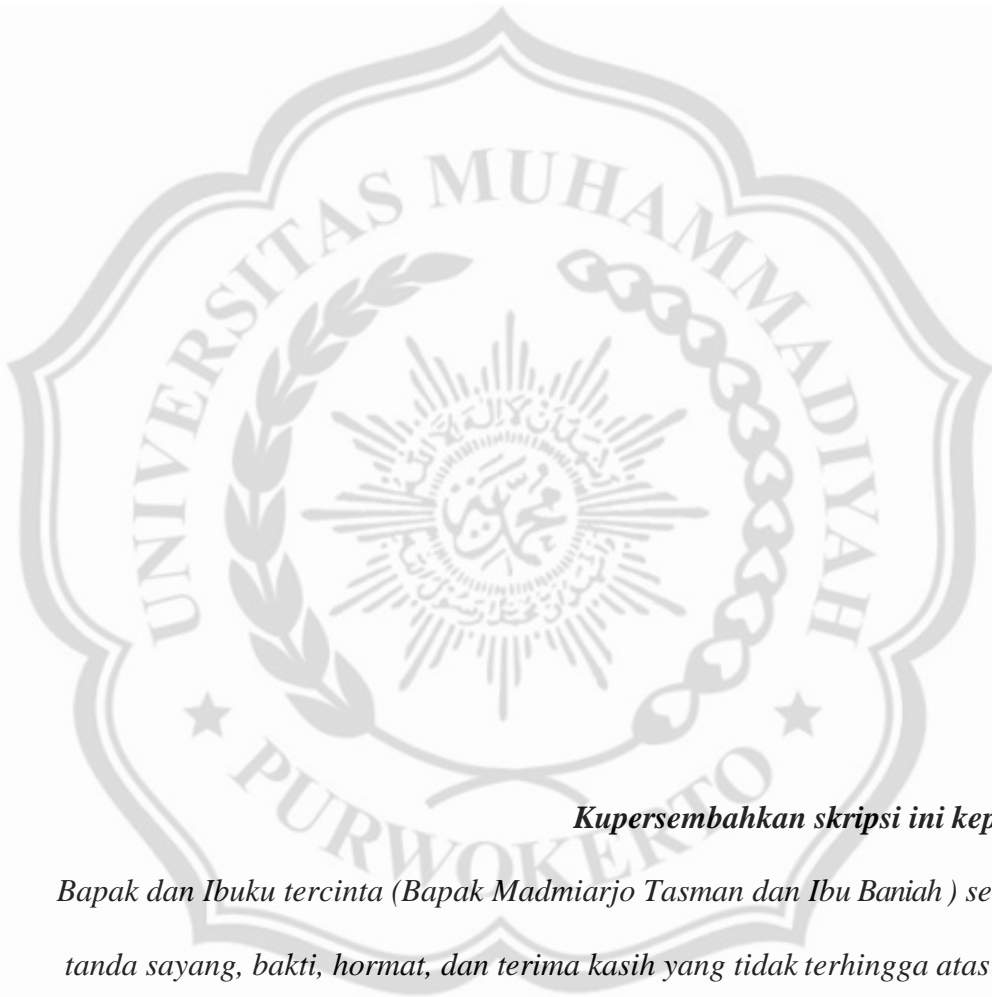 UNIVERSITAS MUHAMMADIYAH
PURWOKERTO
Kupersembahkan skripsi ini kep
Bapak dan Ibuku tercinta (Bapak Madmiarjo Tasman dan Ibu Baniah ) se
tanda sayang, bakti, hormat, dan terima kasih yang tidak terhingga atas